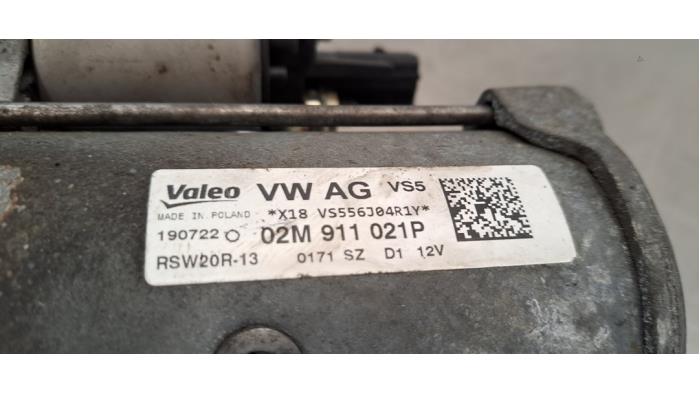 Valeo VW AG VS5
MADE IN POLAND *X18 VS556J04R1Y*
190722 02M 911 021P
RSW20R-13 0171 SZ D1 12V